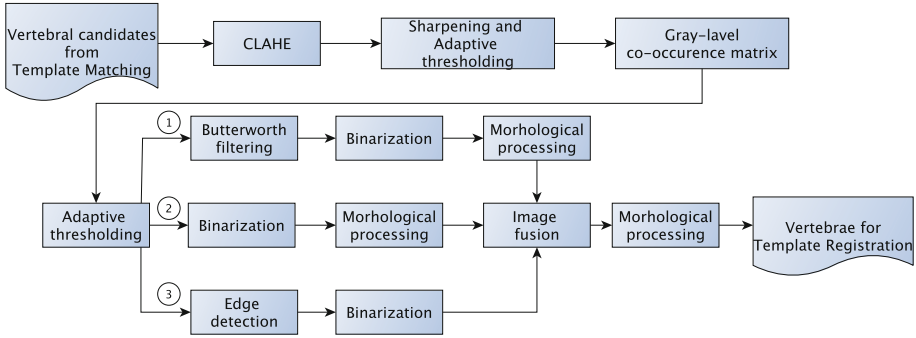 Vertebral candidates
from
Template Matching
CLAHE
Sharpening and
Adaptive
thresholding
Gray-lavel
co-occurence matrix
1
Butterworth
filtering
Binarization
Morhological
processing
Adaptive
thresholding
2
Binarization
Morhological
processing
Image
fusion
Morhological
processing
Vertebrae for
Template Registration
3
Edge
detection
Binarization